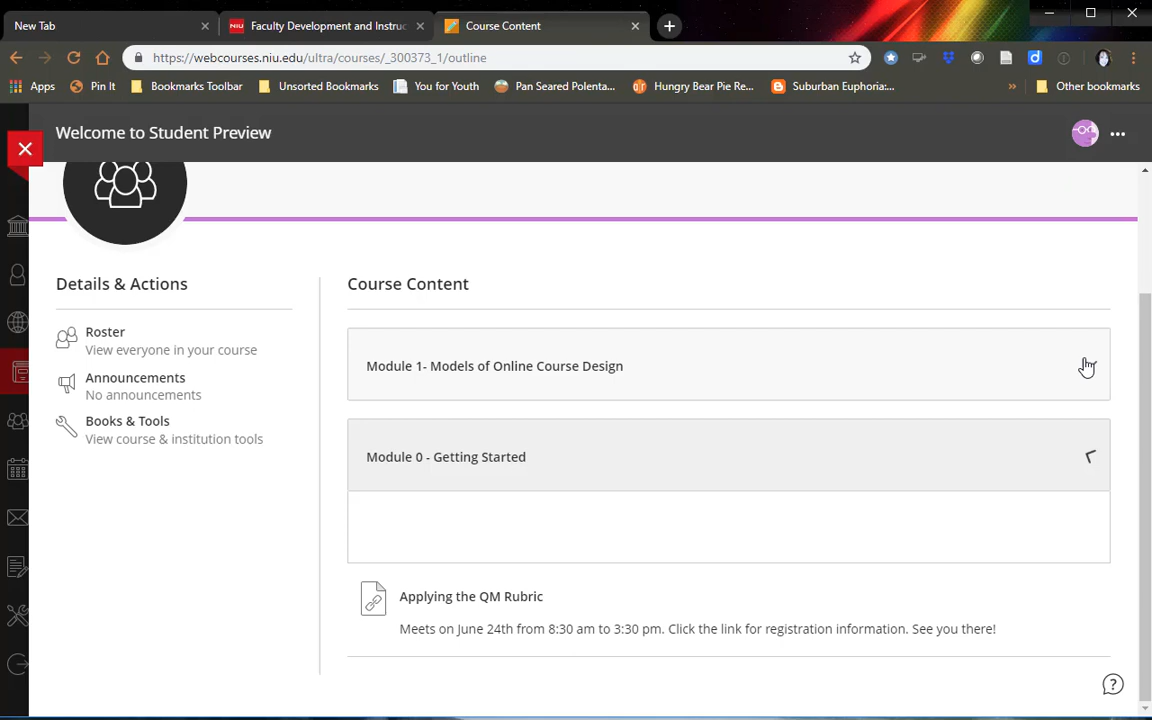 New Tab
NIU Faculty Development and Instruc
Course Content
https://webcourses.niu.edu/ultra/courses/_300373_1/outline
Apps
Pin It
Bookmarks Toolbar
Unsorted Bookmarks
You for Youth
Pan Seared Polenta...
Hungry Bear Pie Re...
Suburban Euphoria:...
»
Other bookmarks
Welcome to Student Preview
Details & Actions
Roster
View everyone in your course
Announcements
No announcements
Books & Tools
View course & institution tools
Course Content
Module 1- Models of Online Course Design
Module 0 - Getting Started
Applying the QM Rubric
Meets on June 24th from 8:30 am to 3:30 pm. Click the link for registration information. See you there!